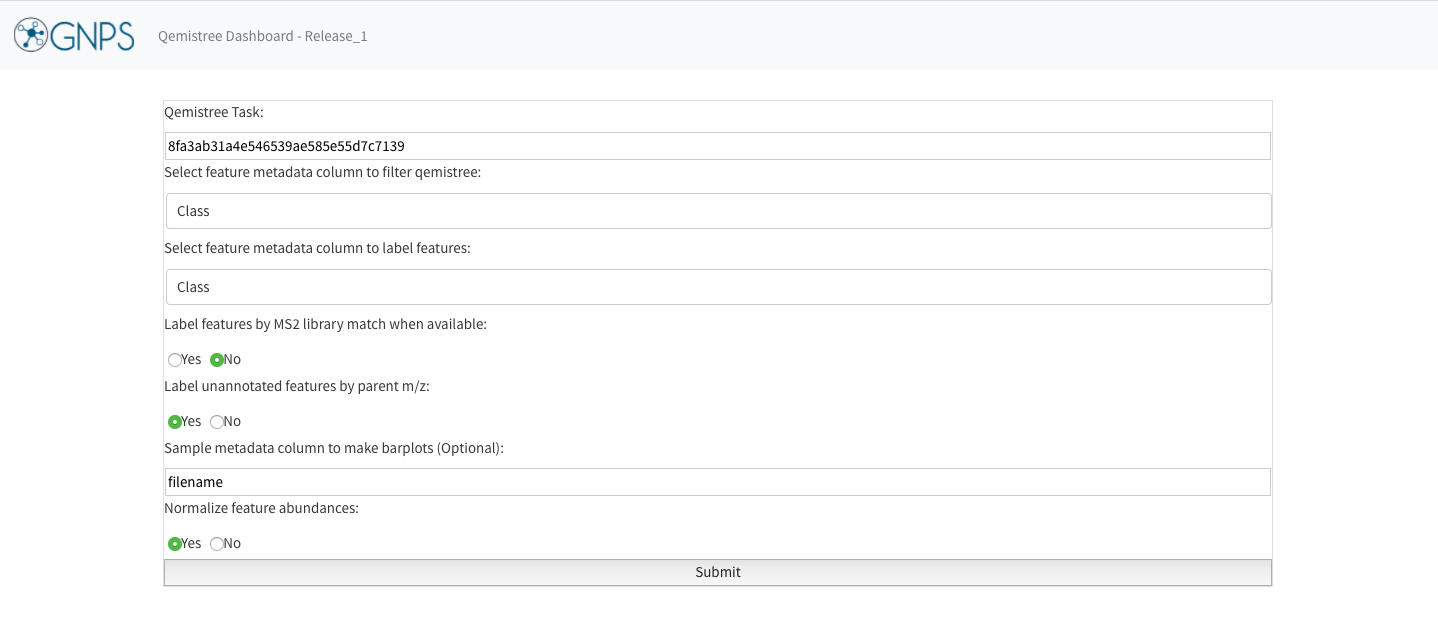 GNPS Qemistree Dashboard - Release_1
Qemistree Task:
8fa3ab31a4e546539ae585e55d7c7139
Select feature metadata column to filter qemistree:
Class
Select feature metadata column to label features:
Class
Label features by MS2 library match when available:
Yes No
Label unannotated features by parent m/z:
Yes No
Sample metadata column to make barplots (Optional):
filename
Normalize feature abundances:
Yes No
Submit